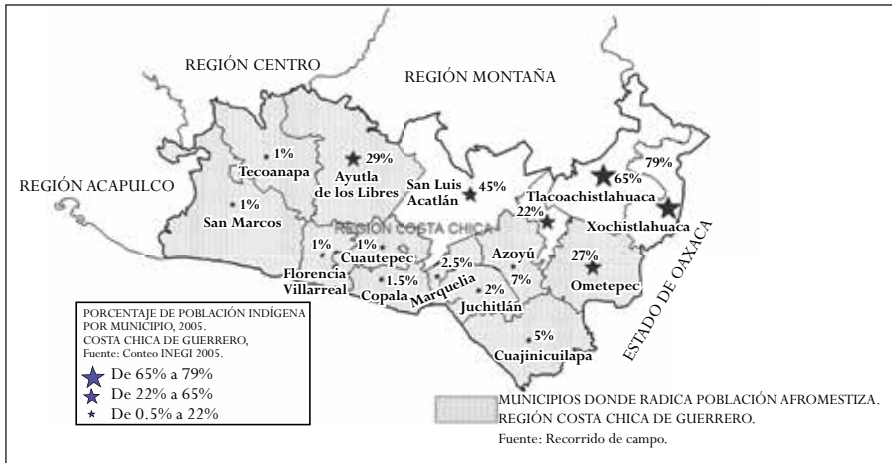 REGIÓN CENTRO
REGIÓN MONTAÑA
REGIÓN ACAPULCO
1%
Tecoanapa
29%
Ayutla
de los Libres
San Luis
Acatlán
45%
79%
65%
Tlacoachistlahuaca
1%
San Marcos
22%
Xochistlahuaca
REGIÓN COSTA CHICA
1%
Florencia
Villarreal
1%
Cuautepec
1.5%
Copala
2.5%
Marquelia
Azoyú
7%
2%
Juchitlán
27%
Ometepec
5%
Cuajinicuilapa
ESTADO DE OAXACA
PORCENTAJE DE POBLACIÓN INDÍGENA
POR MUNICIPIO, 2005.
COSTA CHICA DE GUERRERO,
Fuente: Conteo INEGI 2005.
De 65% a 79%
De 22% a 65%
De 0.5% a 22%
MUNICIPIOS DONDE RADICA POBLACIÓN AFROMESTIZA.
REGIÓN COSTA CHICA DE GUERRERO.
Fuente: Recorrido de campo.